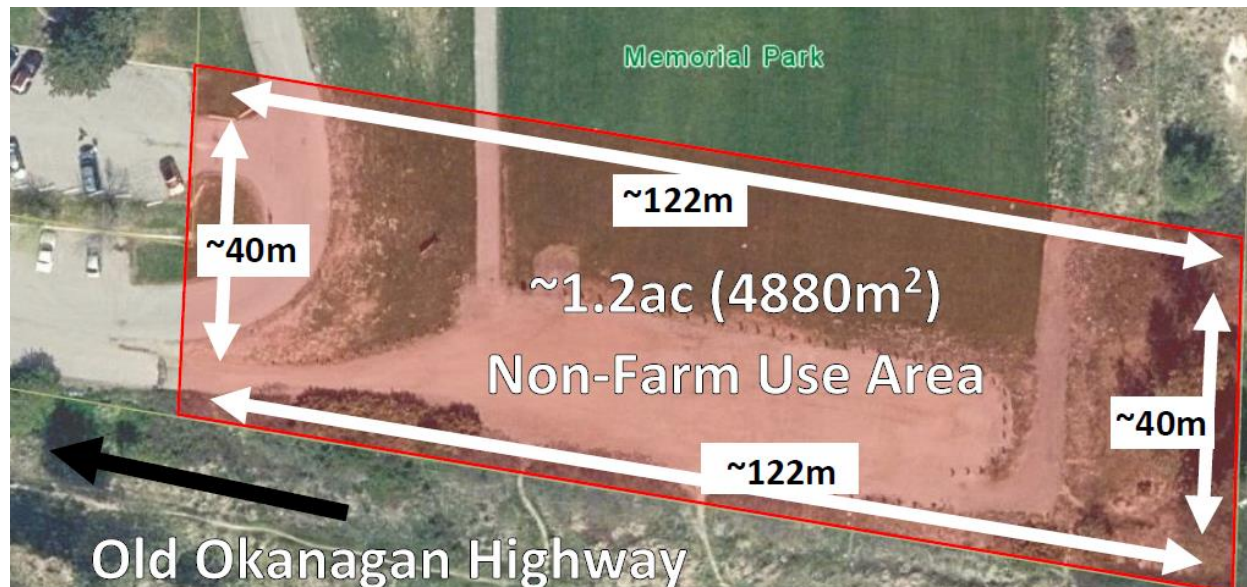 Memorial Park
~122m
~40m
~1.2ac (4880m²)
Non-Farm Use Area
~40m
~122m
Old Okanagan Highway